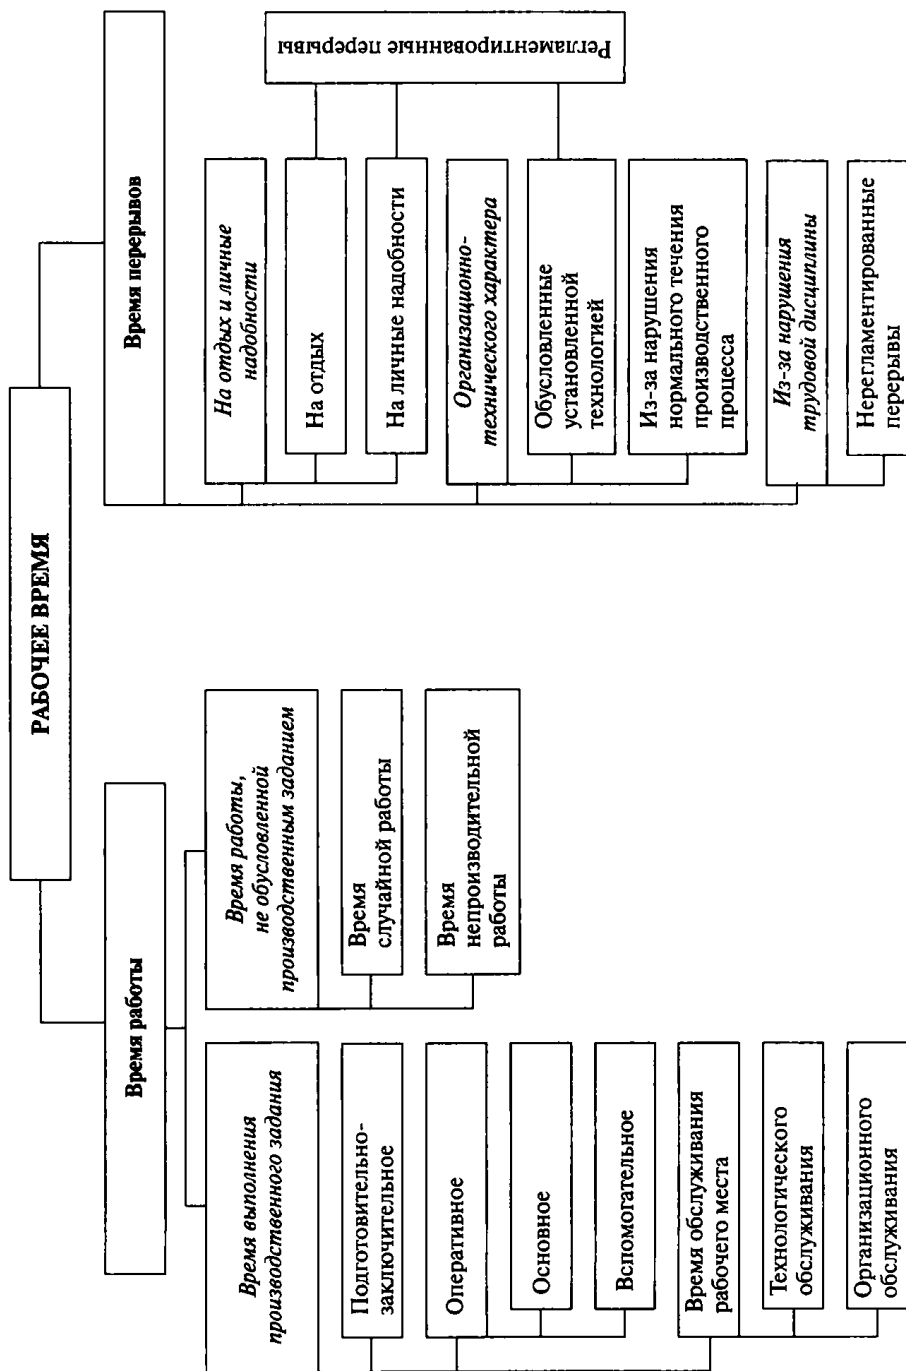 РАБОЧЕЕ ВРЕМЯ
Время работы
Время выполнения
производственного задания
Подготовительно-
заключительное
Оперативное
Основное
Вспомогательное
Время обслуживания
рабочего места
Технологического
обслуживания
Организационного
обслуживания
Время работы,
не обусловленной
производственным заданием
Время
случайной работы
Время
непроизводительной
работы
Время перерывов
На отдых и личные
надобности
На отдых
На личные надобности
Организационно-
технического характера
Обусловленные
установленной
технологией
Из-за нарушения
нормального течения
производственного
процесса
Из-за нарушения
трудовой дисциплины
Нерегламентированные
перерывы
Регламентированные перерывы